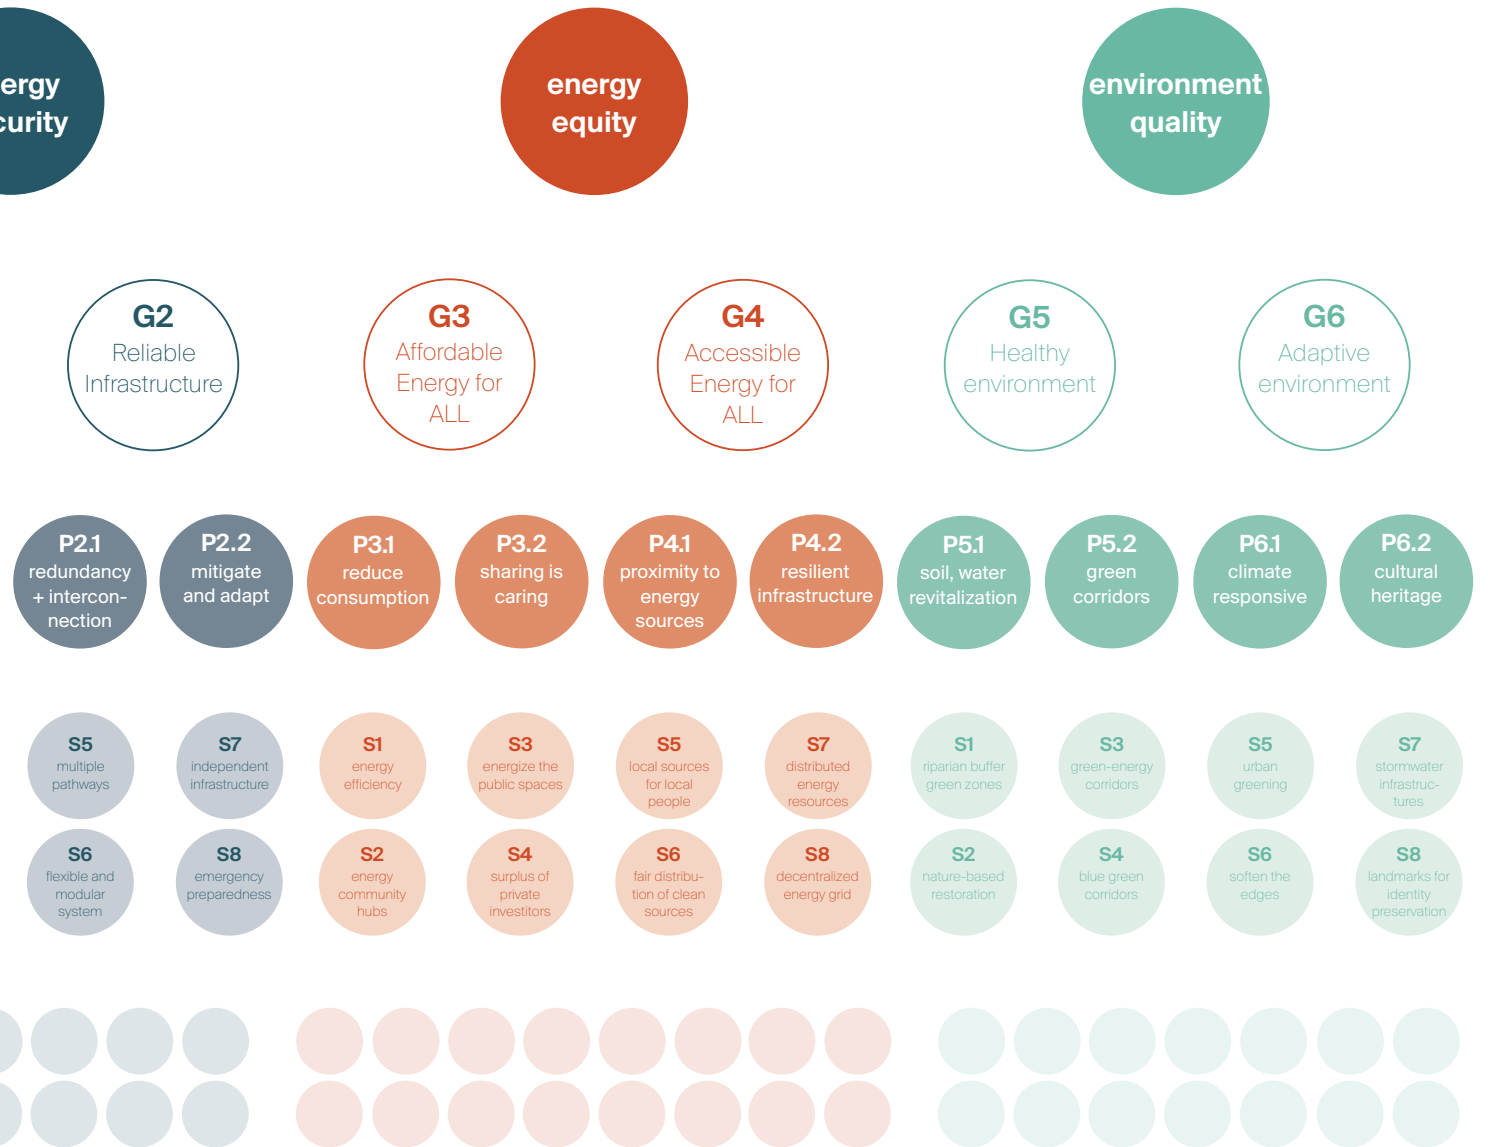 ergy
curity
energy
equity
environment
quality
G2
Reliable
Infrastructure
G3
Affordable
Energy for
ALL
G4
Accessible
Energy for
ALL
G5
Healthy
environment
G6
Adaptive
environment
P2.1
redundancy
+ intercon-
nection
P2.2
mitigate
and adapt
P3.1
reduce
consumption
P3.2
sharing is
caring
P4.1
proximity to
energy
sources
P4.2
resilient
infrastructure
P5.1
soil, water
revitalization
P5.2
green
corridors
P6.1
climate
responsive
P6.2
cultural
heritage
S5
multiple
pathways
S7
independent
infrastructure
S1
energy
efficiency
S3
energize the
public spaces
S5
local sources
for local
people
S7
distributed
energy
resources
S1
riparian buffer
green zones
S3
green-energy
corridors
S5
urban
greening
S7
stormwater
infrastruc-
tures
S6
flexible and
modular
system
S8
emergency
preparedness
S2
energy
community
hubs
S4
surplus of
private
investitors
S6
fair distribu-
tion of clean
sources
S8
decentralized
energy grid
S2
nature-based
restoration
S4
blue green
corridors
S6
soften the
edges
S8
landmarks for
identity
preservation